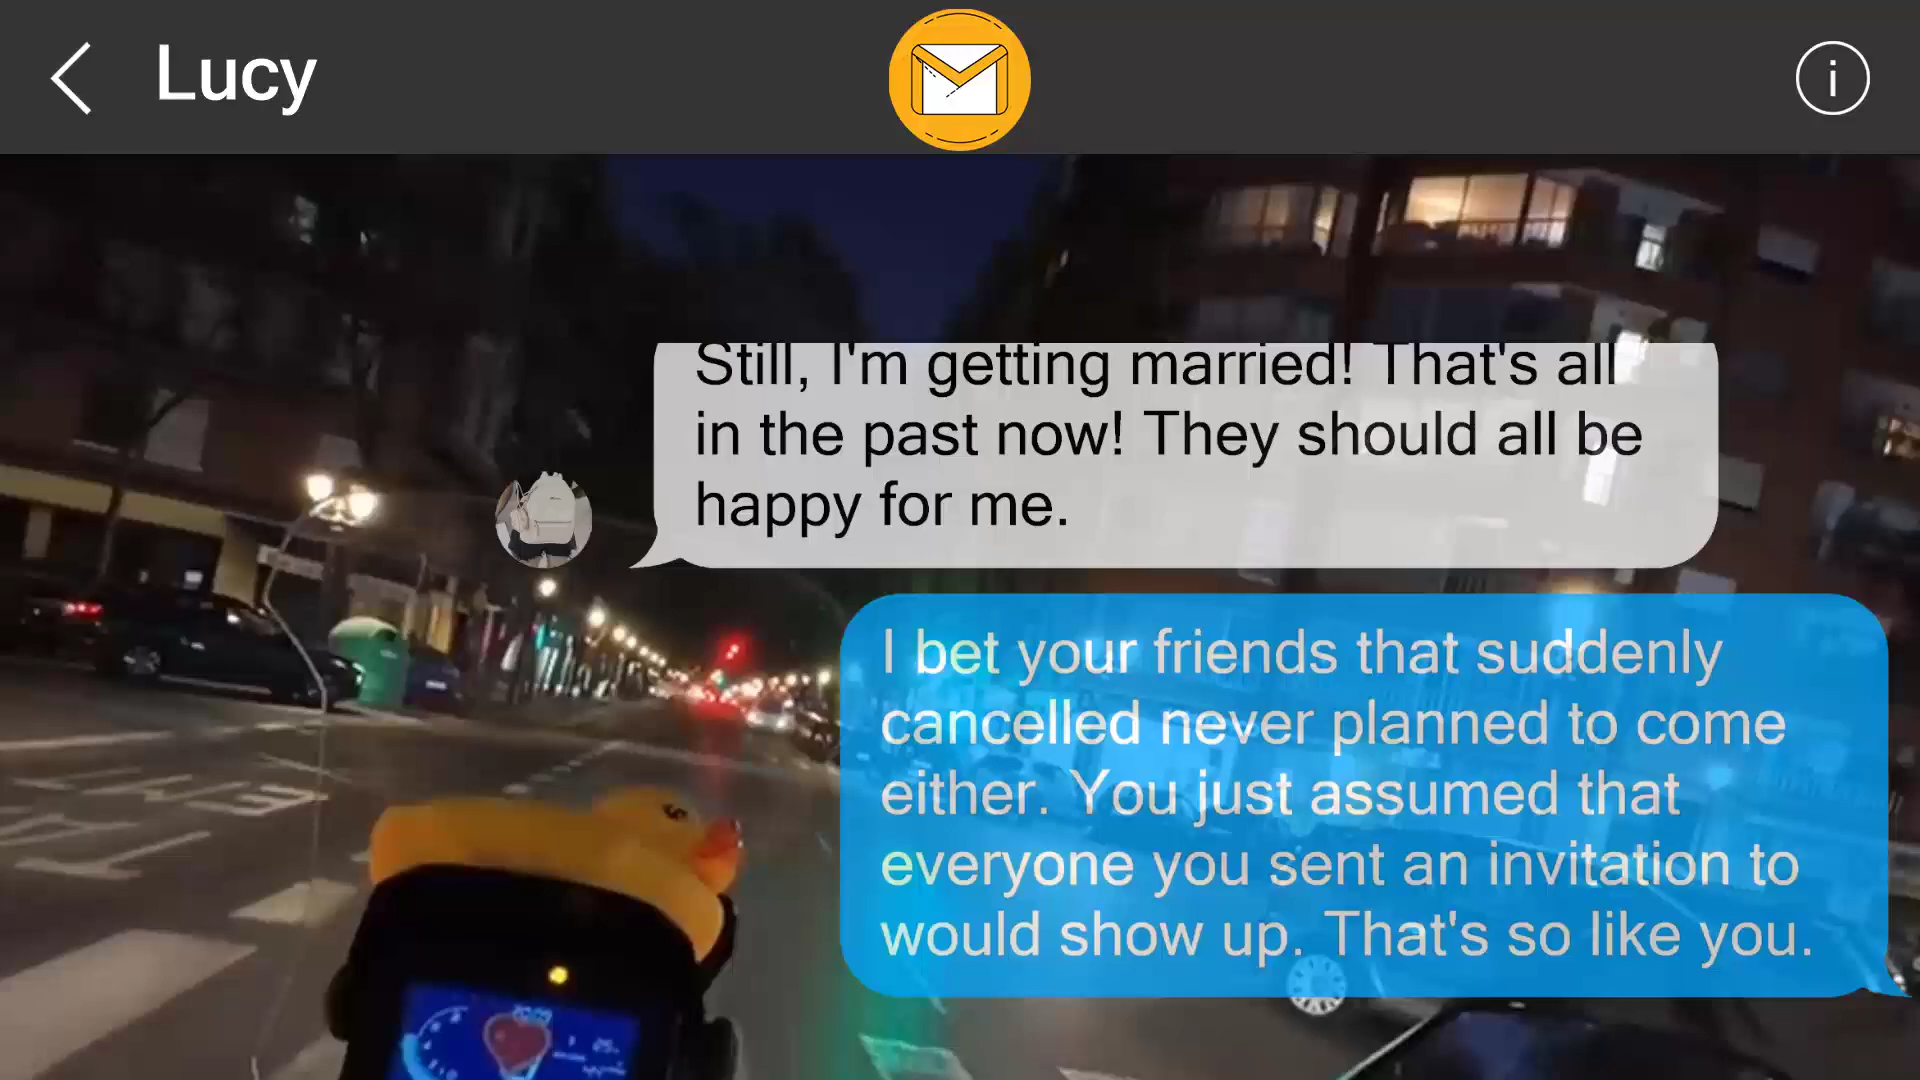 Lucy
i
Still, I'm getting married! That's all
in the past now! They should all be
happy for me.
I bet your friends that suddenly
cancelled never planned to come
either. You just assumed that
everyone you sent an invitation to
would show up. That's so like you.